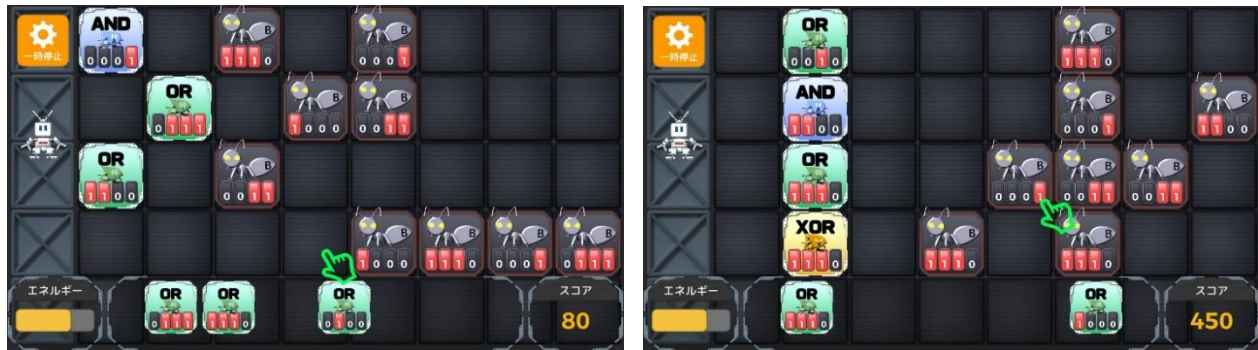 AND B B
一時停止 0001 1110 0001
OR B B
0111 1000 0011
OR B
1100 0011
B B B B
1000 1110 0001 0111
エネルギー OR OR OR スコア
0111 1110 0100 80
OR B
一時停止 0010 1110
AND B B
1100 0001 1100
OR B B B
1110 0001 0011 0011
XOR B B
1110 1110 1110
エネルギー OR OR スコア
1110 1000 450